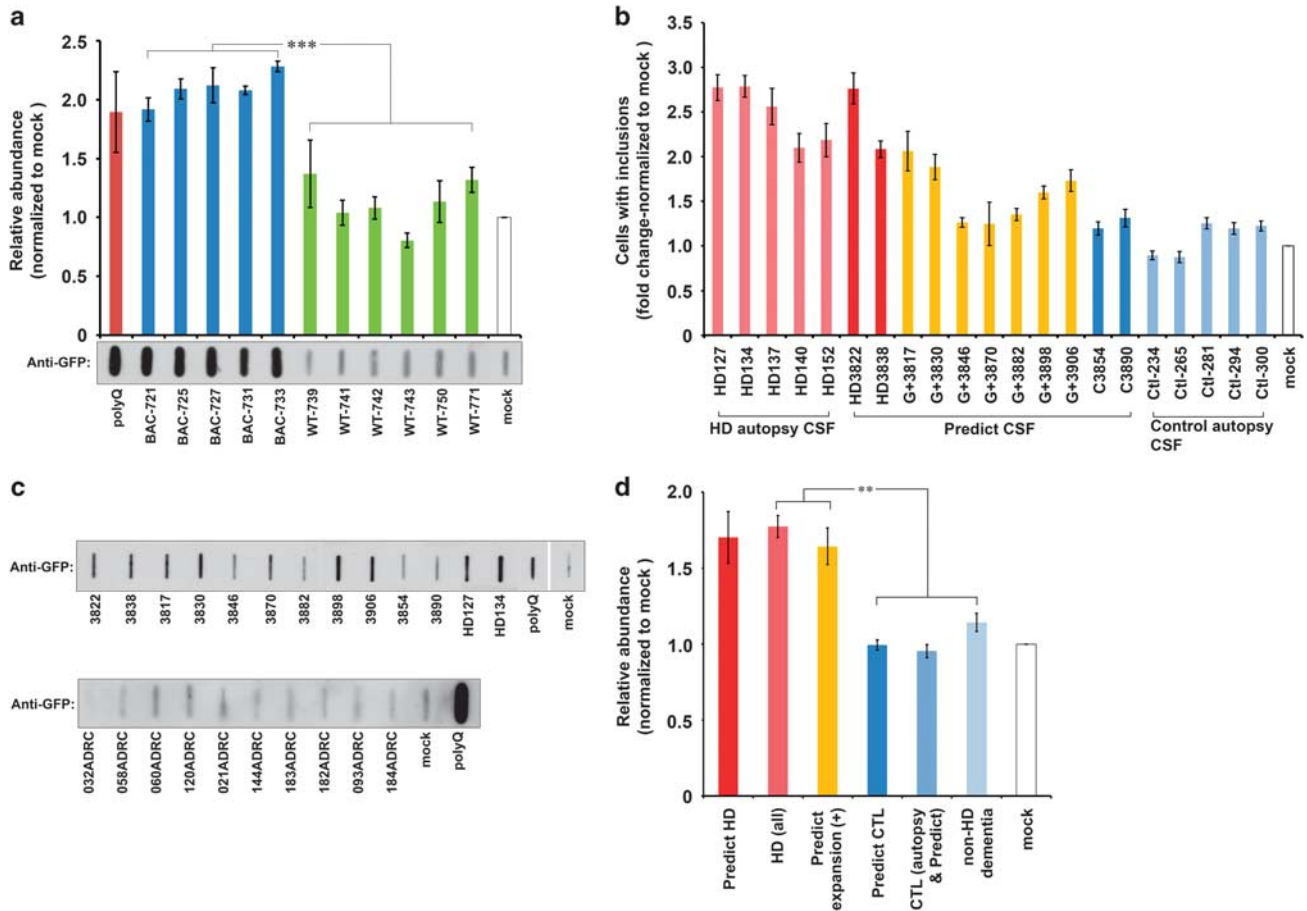 a
Relative abundance
(normalized to mock)
2.5
2.0
1.5
1.0
0.5
0
***
Anti-GFP:
polyQ
BAC-721
BAC-725
BAC-727
BAC-731
BAC-733
WT-739
WT-741
WT-742
WT-743
WT-750
WT-771
mock
b
Cells with inclusions
(fold change-normalized to mock )
3.5
3.0
2.5
2.0
1.5
1.0
0.5
0
HD127
HD134
HD137
HD140
HD152
HD3822
HD3838
G+3817
G+3830
G+3846
G+3870
G+3882
G+3898
G+3906
C3854
C3890
Ctl-234
Ctl-265
Ctl-281
Ctl-294
Ctl-300
mock
HD autopsy CSF
Predict CSF
Control autopsy
CSF
c
Anti-GFP:
3822
3838
3817
3830
3846
3870
3882
3898
3906
3854
3890
HD127
HD134
polyQ
mock
Anti-GFP:
032ADRC
058ADRC
060ADRC
120ADRC
021ADRC
144ADRC
183ADRC
182ADRC
093ADRC
184ADRC
mock
polyQ
d
Relative abundance
(normalized to mock )
2.0
1.5
1.0
0.5
0
**
Predict HD
HD (all)
Predict
expansion (+)
Predict CTL
CTL (autopsy
& Predict)
non-HD
dementia
mock